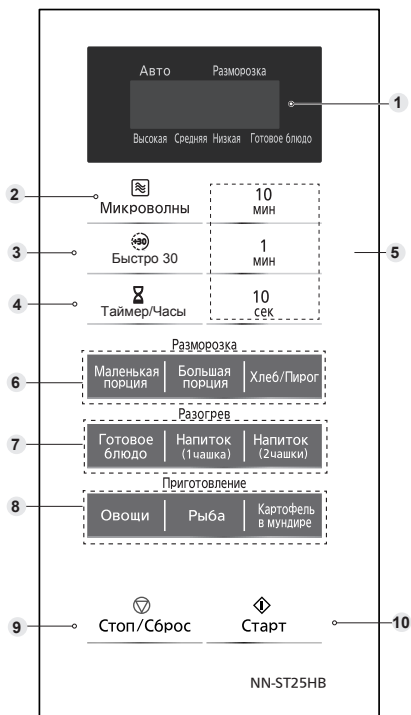 Авто Разморозка
1
Высокая Средняя Низкая Готовое блюдо
2 Микроволны 10 мин
3 +30 Быстро 30 1 мин 5
4 Таймер/Часы 10 сек
Разморозка
6 Маленькая порция Большая порция Хлеб/Пирог
Разогрев
7 Готовое блюдо Напиток (1чашка) Напиток (2чашки)
Приготовление
8 Овощи Рыба Картофель в мундире
9 Стоп/Сброс Старт 10
NN-ST25HB